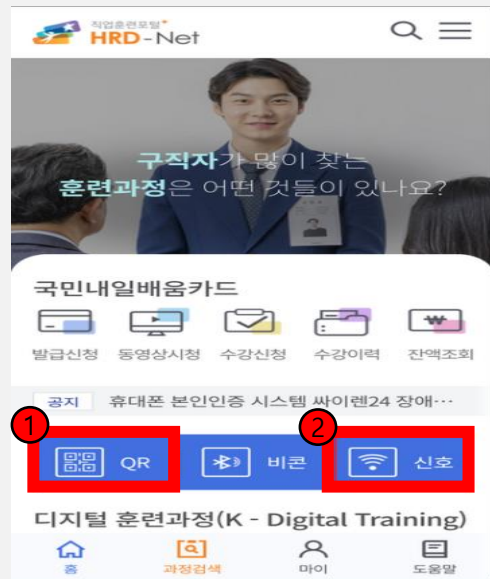 직업훈련포털
HRD-Net
구직자가 많이 찾는
훈련과정은 어떤 것들이 있나요?
국민내일배움카드
발급신청 동영상시청 수강신청 수강이력 잔액조회
공지 휴대폰 본인인증 시스템 싸이렌24 장애…
1 2
QR 비콘 신호
디지털 훈련과정(K - Digital Training)
홈 과정검색 마이 도움말